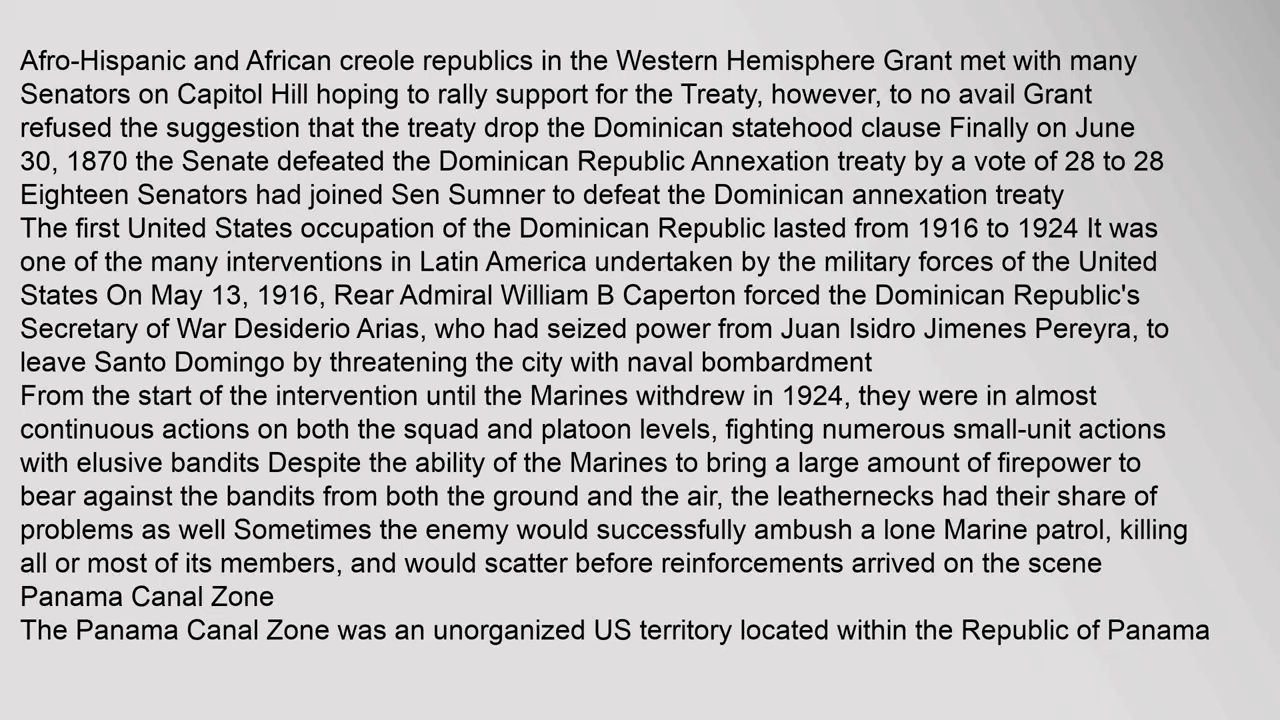 Afro-Hispanic and African creole republics in the Western Hemisphere Grant met with many
Senators on Capitol Hill hoping to rally support for the Treaty, however, to no avail Grant
refused the suggestion that the treaty drop the Dominican statehood clause Finally on June
30, 1870 the Senate defeated the Dominican Republic Annexation treaty by a vote of 28 to 28
Eighteen Senators had joined Sen Sumner to defeat the Dominican annexation treaty
The first United States occupation of the Dominican Republic lasted from 1916 to 1924 It was
one of the many interventions in Latin America undertaken by the military forces of the United
States On May 13, 1916, Rear Admiral William B Caperton forced the Dominican Republic's
Secretary of War Desiderio Arias, who had seized power from Juan Isidro Jimenes Pereyra, to
leave Santo Domingo by threatening the city with naval bombardment
From the start of the intervention until the Marines withdrew in 1924, they were in almost
continuous actions on both the squad and platoon levels, fighting numerous small-unit actions
with elusive bandits Despite the ability of the Marines to bring a large amount of firepower to
bear against the bandits from both the ground and the air, the leathernecks had their share of
problems as well Sometimes the enemy would successfully ambush a lone Marine patrol, killing
all or most of its members, and would scatter before reinforcements arrived on the scene
Panama Canal Zone
The Panama Canal Zone was an unorganized US territory located within the Republic of Panama